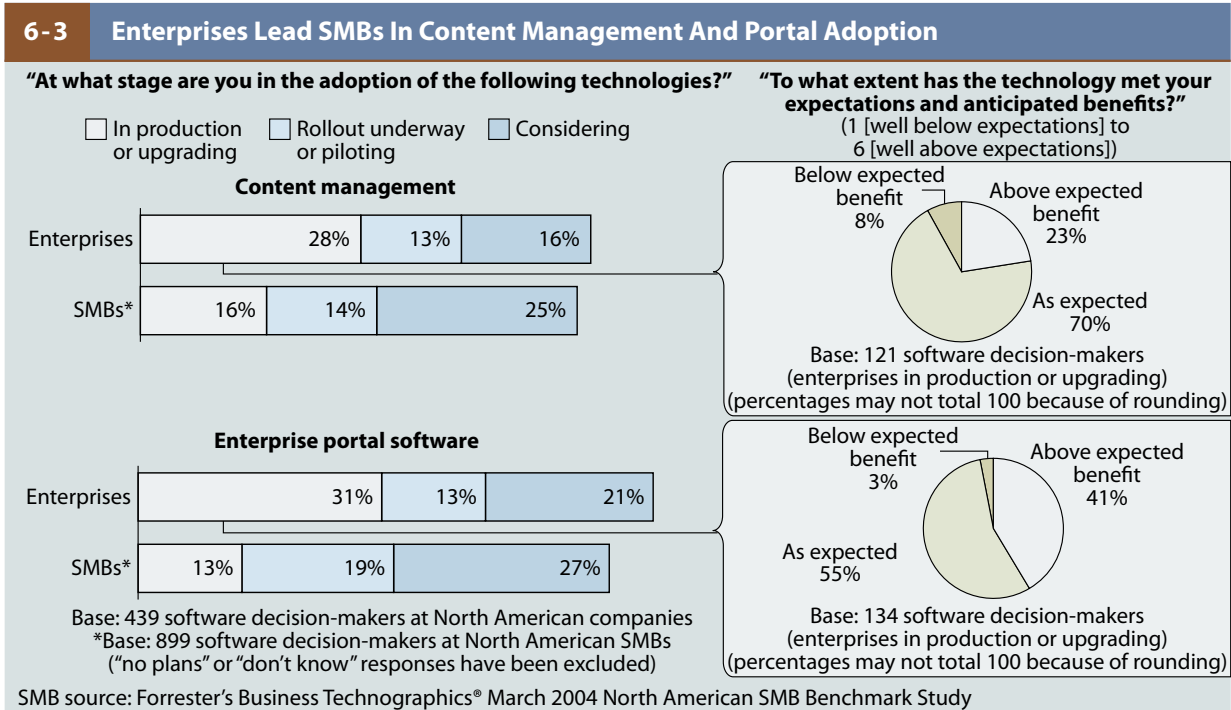 6-3 Enterprises Lead SMBs In Content Management And Portal Adoption
“At what stage are you in the adoption of the following technologies?”
In production
or upgrading
Rollout underway
or piloting
Considering
Content management
Enterprises 28% 13% 16%
SMBs* 16% 14% 25%
Enterprise portal software
Enterprises 31% 13% 21%
SMBs* 13% 19% 27%
Base: 439 software decision-makers at North American companies
*Base: 899 software decision-makers at North American SMBs
(“no plans” or “don’t know” responses have been excluded)
“To what extent has the technology met your
expectations and anticipated benefits?”
(1 [well below expectations] to
6 [well above expectations])
Below expected
benefit
8%
Above expected
benefit
23%
As expected
70%
Base: 121 software decision-makers
(enterprises in production or upgrading)
(percentages may not total 100 because of rounding)
Below expected
benefit
3%
Above expected
benefit
41%
As expected
55%
Base: 134 software decision-makers
(enterprises in production or upgrading)
(percentages may not total 100 because of rounding)
SMB source: Forrester’s Business Technographics® March 2004 North American SMB Benchmark Study